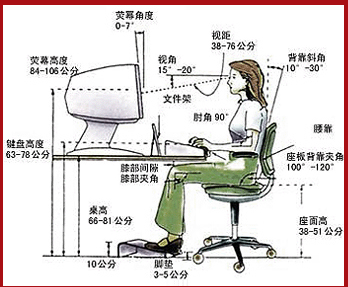 荧幕角度
0-7°
荧幕高度
84-106公分
视角
15°-20°
视距
38-76公分
背靠斜角
10°-30°
文件架
肘角 90°
键盘高度
63-78公分
腰靠
膝部间隙
膝部夹角
座板背靠夹角
100°-120°
桌高
66-81公分
座面高
38-51公分
10公分
脚垫
3-5公分